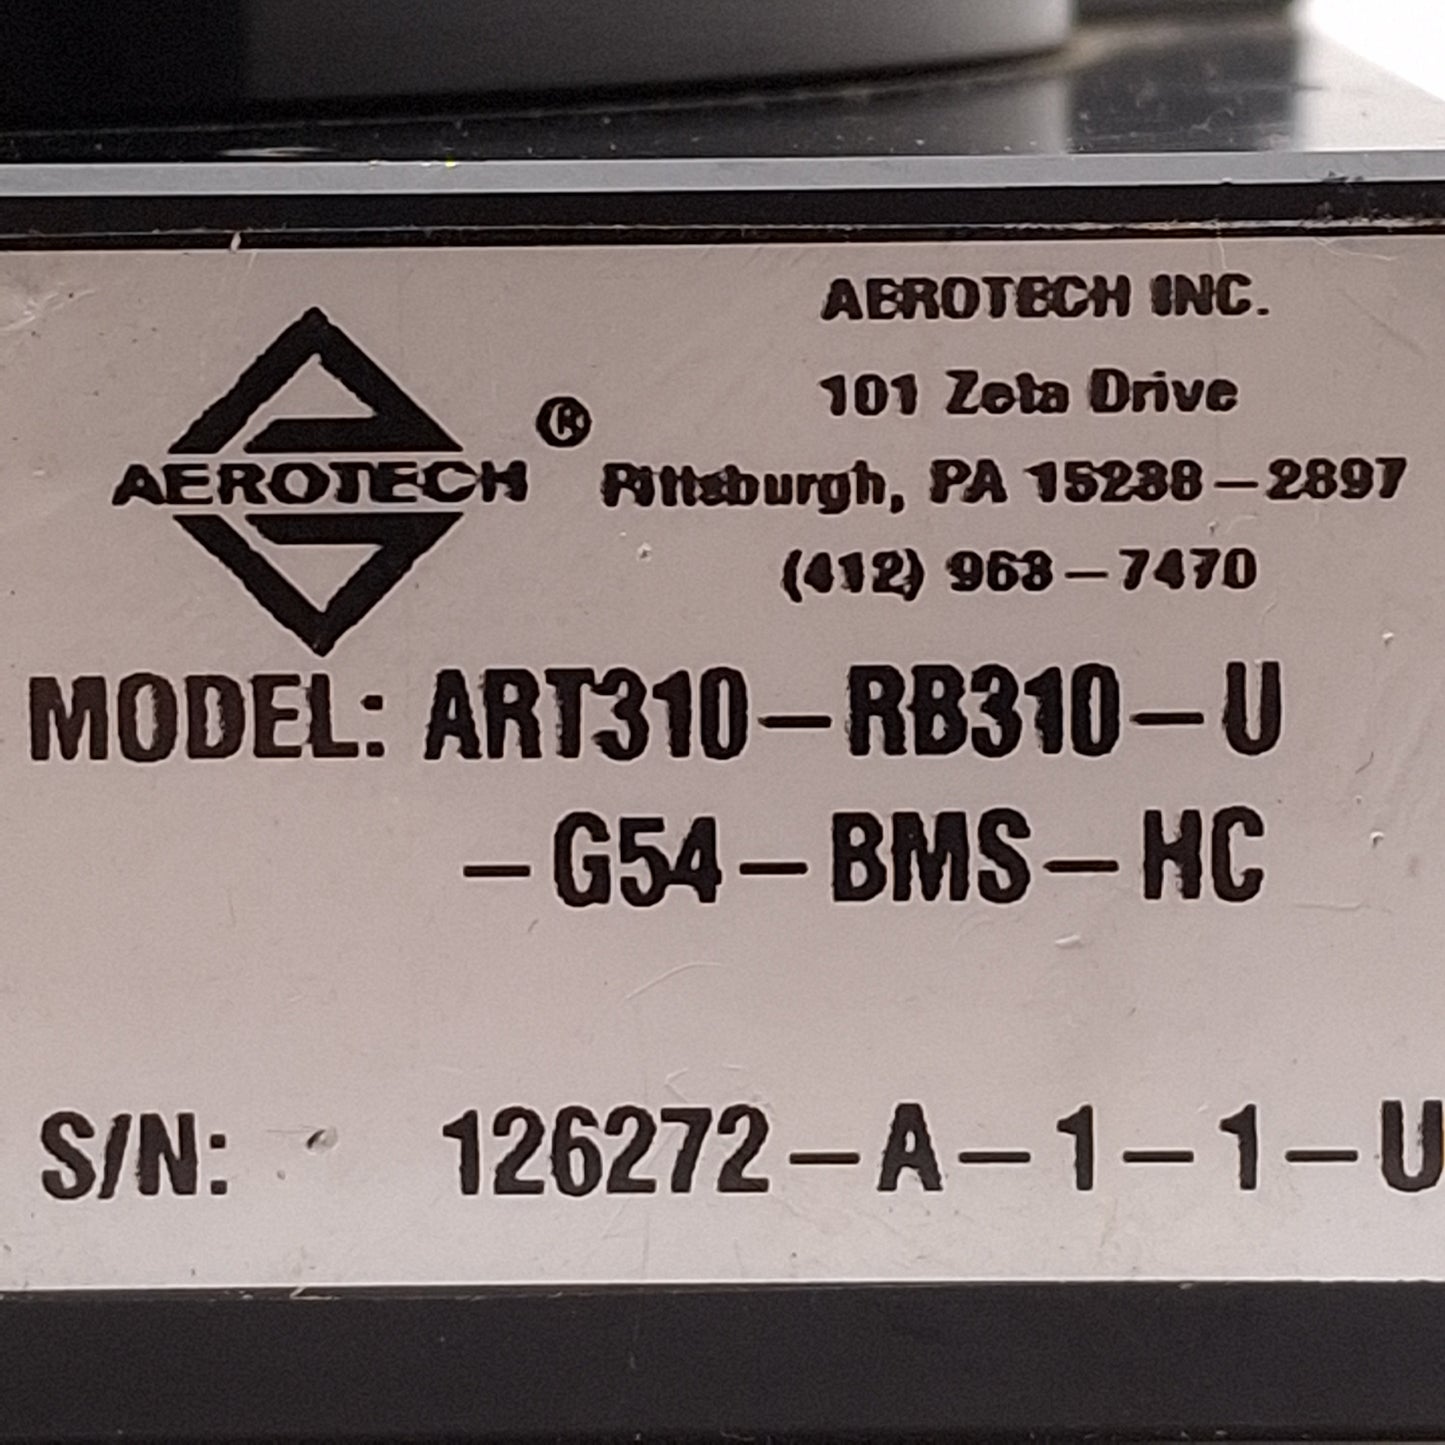 AEROTECH INC.
101 Zeta Drive
AEROTECH ®
Pittsburgh, PA 15238-2897
(412) 963-7470
MODEL: ART310-RB310-U
-G54-BMS-HC
S/N: 126272-A-1-1-U